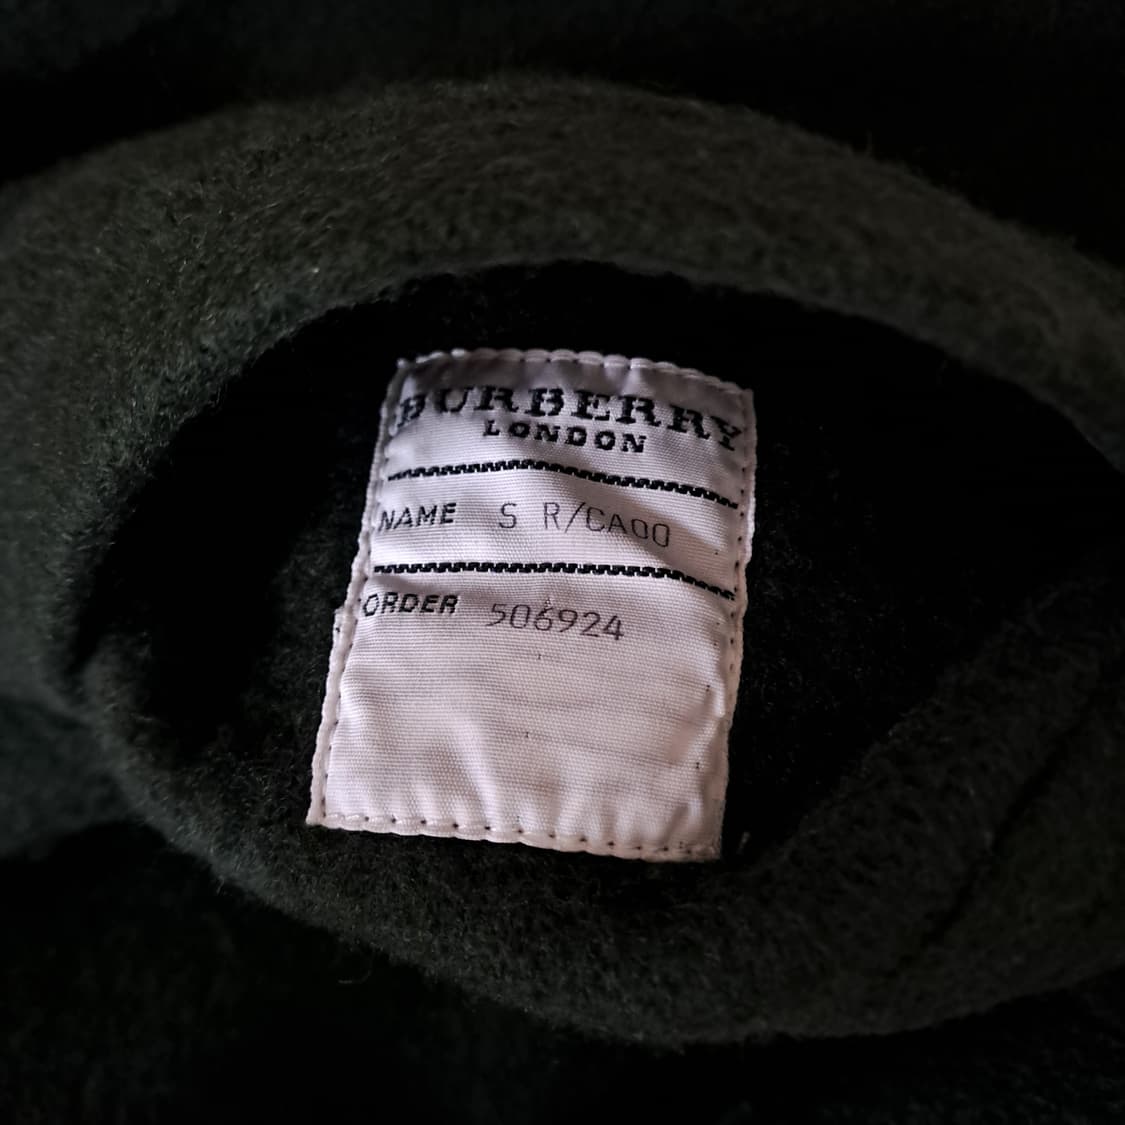 BURBERRY
LONDON
NAME S R/CA00
ORDER 506924